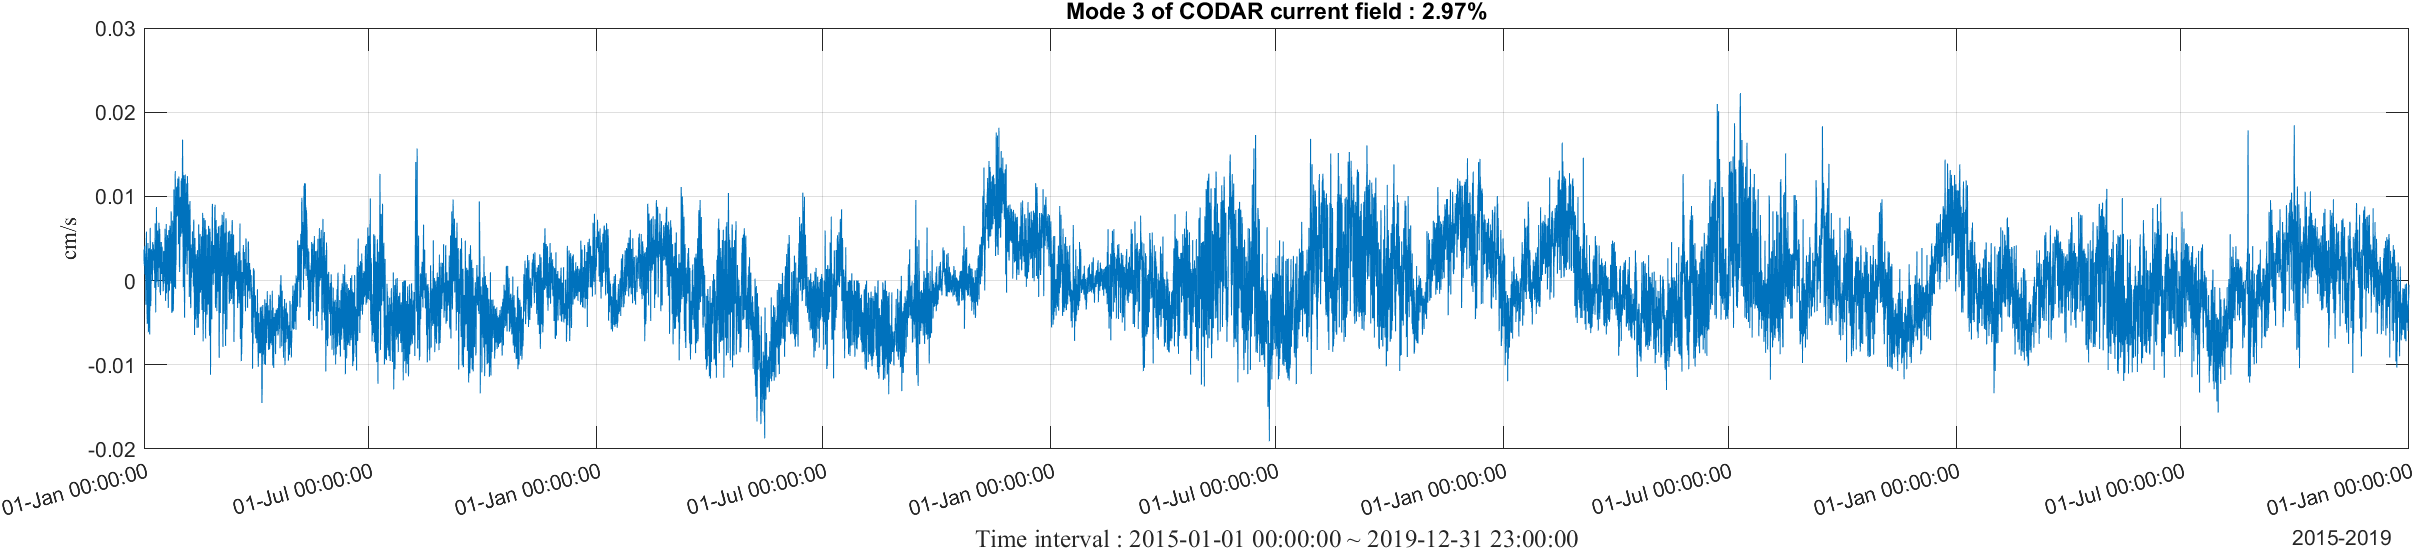 Mode 3 of CODAR current field : 2.97%
0.03
0.02
0.01
0
-0.01
-0.02
cm/s
01-Jan 00:00:00
01-Jul 00:00:00
01-Jan 00:00:00
01-Jul 00:00:00
01-Jan 00:00:00
01-Jul 00:00:00
01-Jan 00:00:00
01-Jul 00:00:00
01-Jan 00:00:00
01-Jul 00:00:00
01-Jan 00:00:00
Time interval : 2015-01-01 00:00:00 ~ 2019-12-31 23:00:00
2015-2019